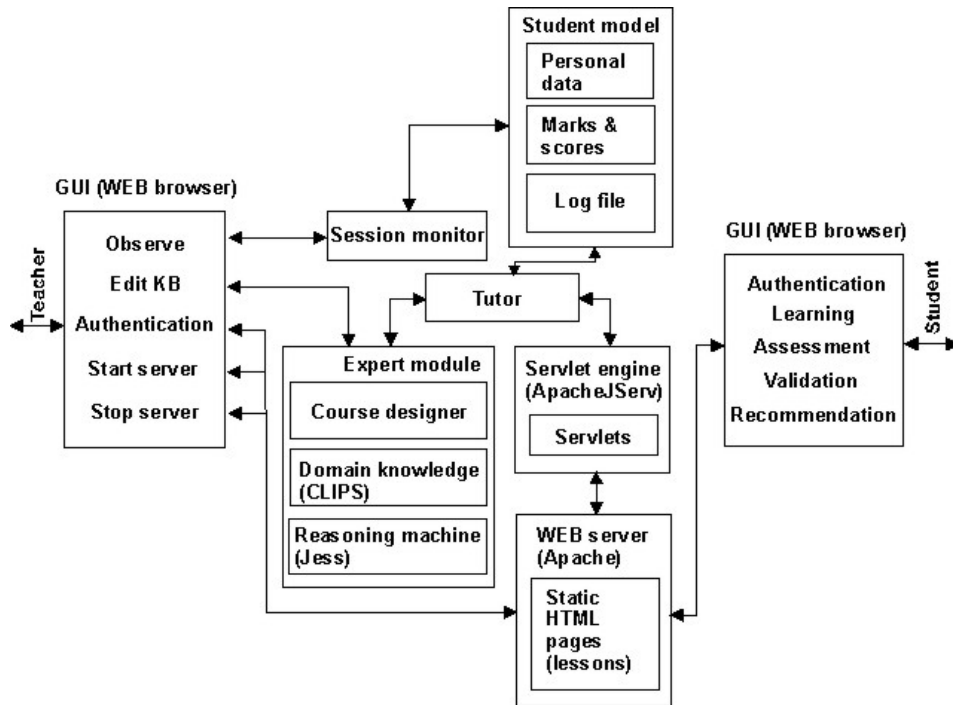 Student model
Personal
data
Marks &
scores
Log file
GUI (WEB browser)
Observe
Edit KB
Authentication
Start server
Stop server
Teacher
Session monitor
Tutor
Expert module
Course designer
Domain knowledge
(CLIPS)
Reasoning machine
(Jess)
Servlet engine
(ApacheJServ)
Servlets
WEB server
(Apache)
Static
HTML
pages
(lessons)
GUI (WEB browser)
Authentication
Learning
Assessment
Validation
Recommendation
Student